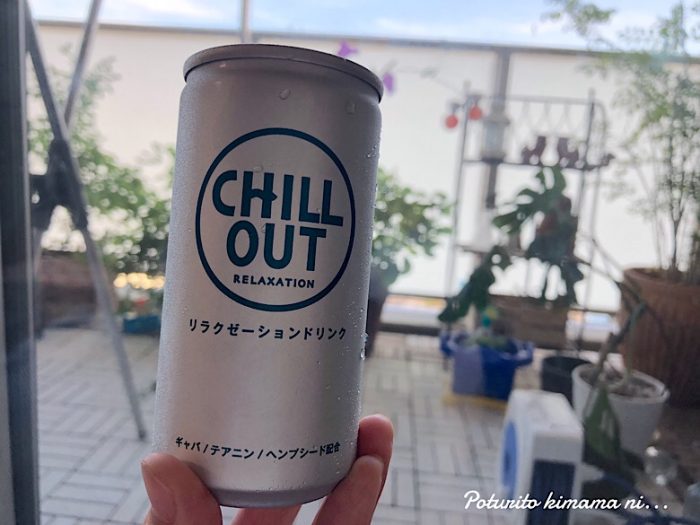 CHILL
OUT
RELAXATION
リラクゼーションドリンク
ギャバ/テアニン/ヘンプシード配合
Poturito kimama ni...